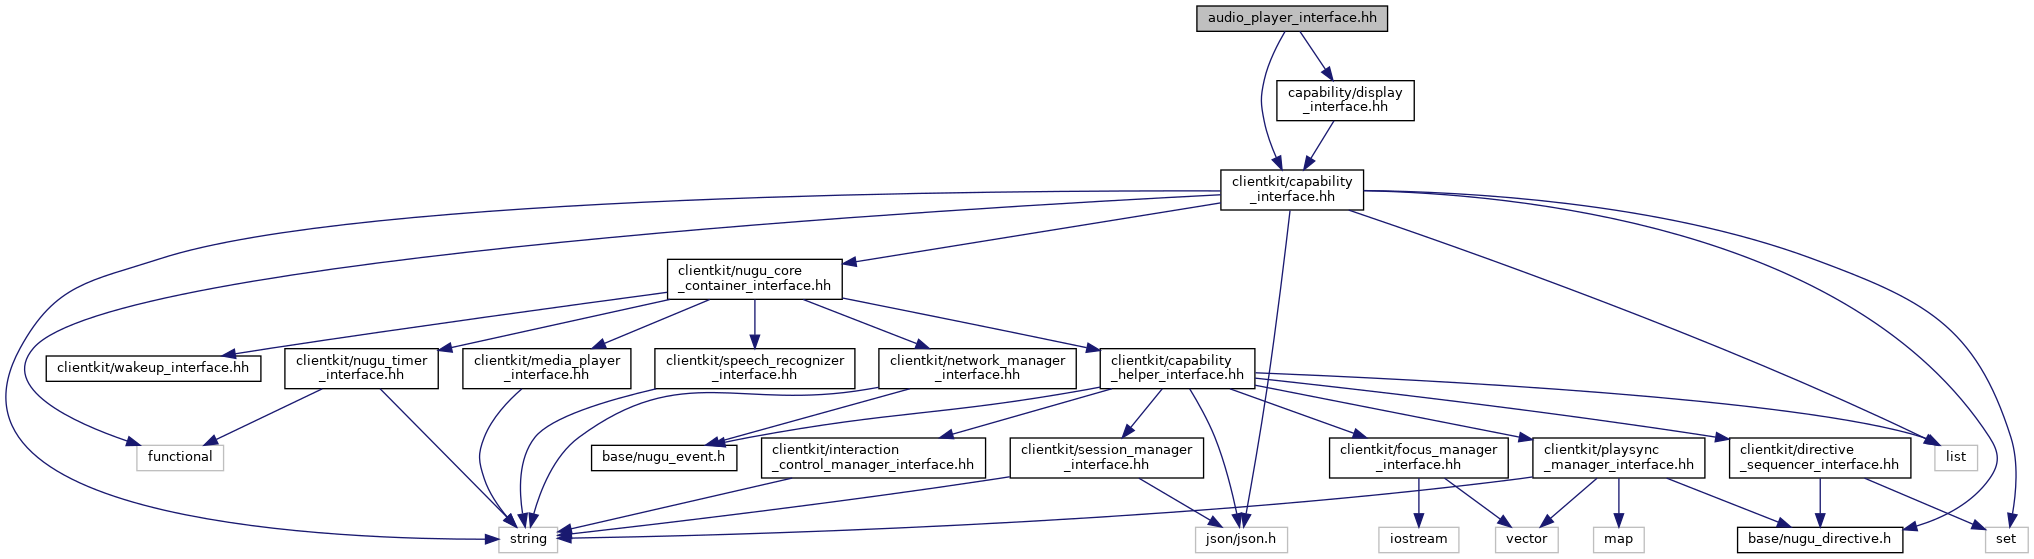 audio_player_interface.hh
capability/display
_interface.hh
clientkit/capability
_interface.hh
clientkit/nugu_core
_container_interface.hh
clientkit/wakeup_interface.hh
clientkit/nugu_timer
_interface.hh
clientkit/media_player
_interface.hh
clientkit/speech_recognizer
_interface.hh
clientkit/network_manager
_interface.hh
clientkit/capability
_helper_interface.hh
functional
base/nugu_event.h
clientkit/interaction
_control_manager_interface.hh
clientkit/session_manager
_interface.hh
clientkit/focus_manager
_interface.hh
clientkit/playsync
_manager_interface.hh
clientkit/directive
_sequencer_interface.hh
list
string
json/json.h
iostream
vector
map
base/nugu_directive.h
set